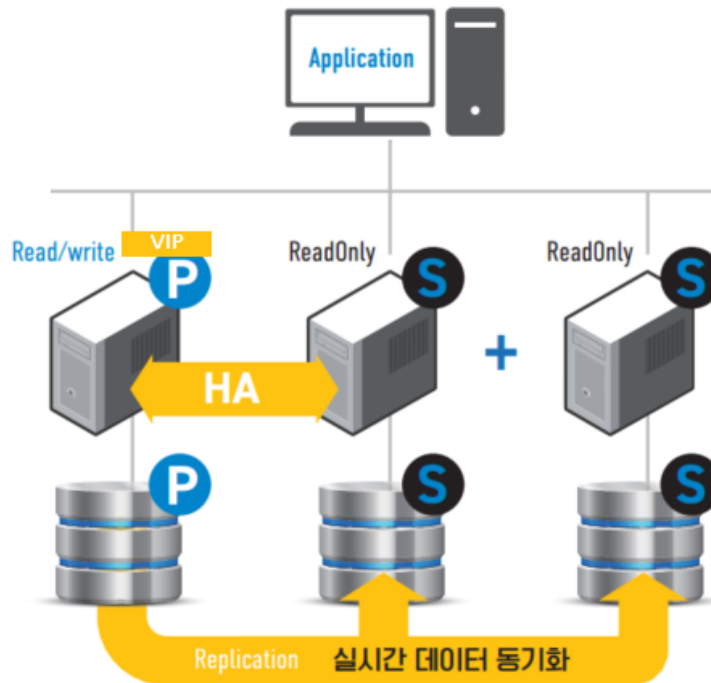 Application
Read/write VIP ReadOnly ReadOnly
P S S
HA +
P S S
Replication 실시간 데이터 동기화